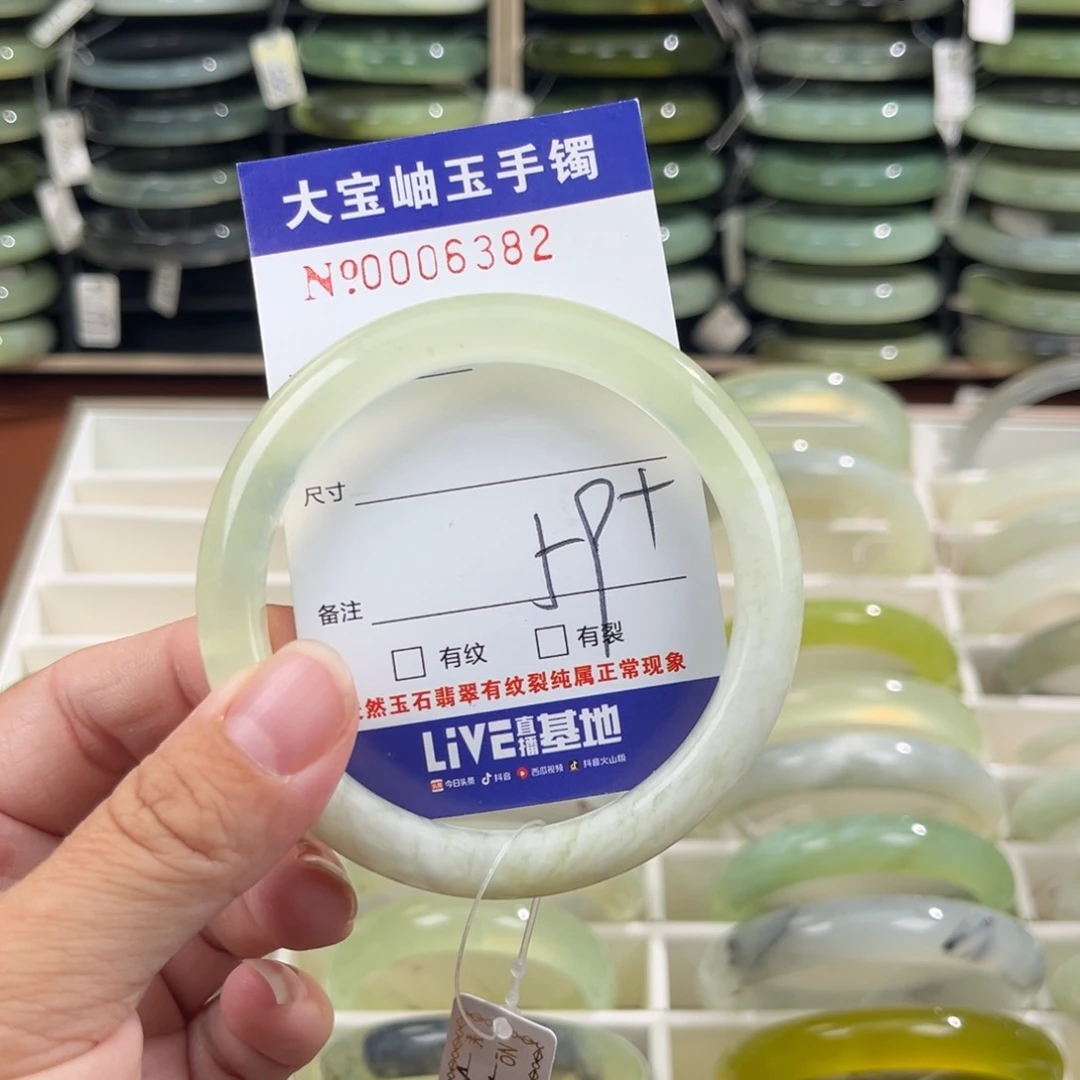 大宝岫玉手镯
№0006382
尺寸
备注
□ 有纹 □ 有裂
然玉石翡翠有纹裂纯属正常现象
LiVE直播基地
今日头条 抖音 西瓜视频 抖音火山版